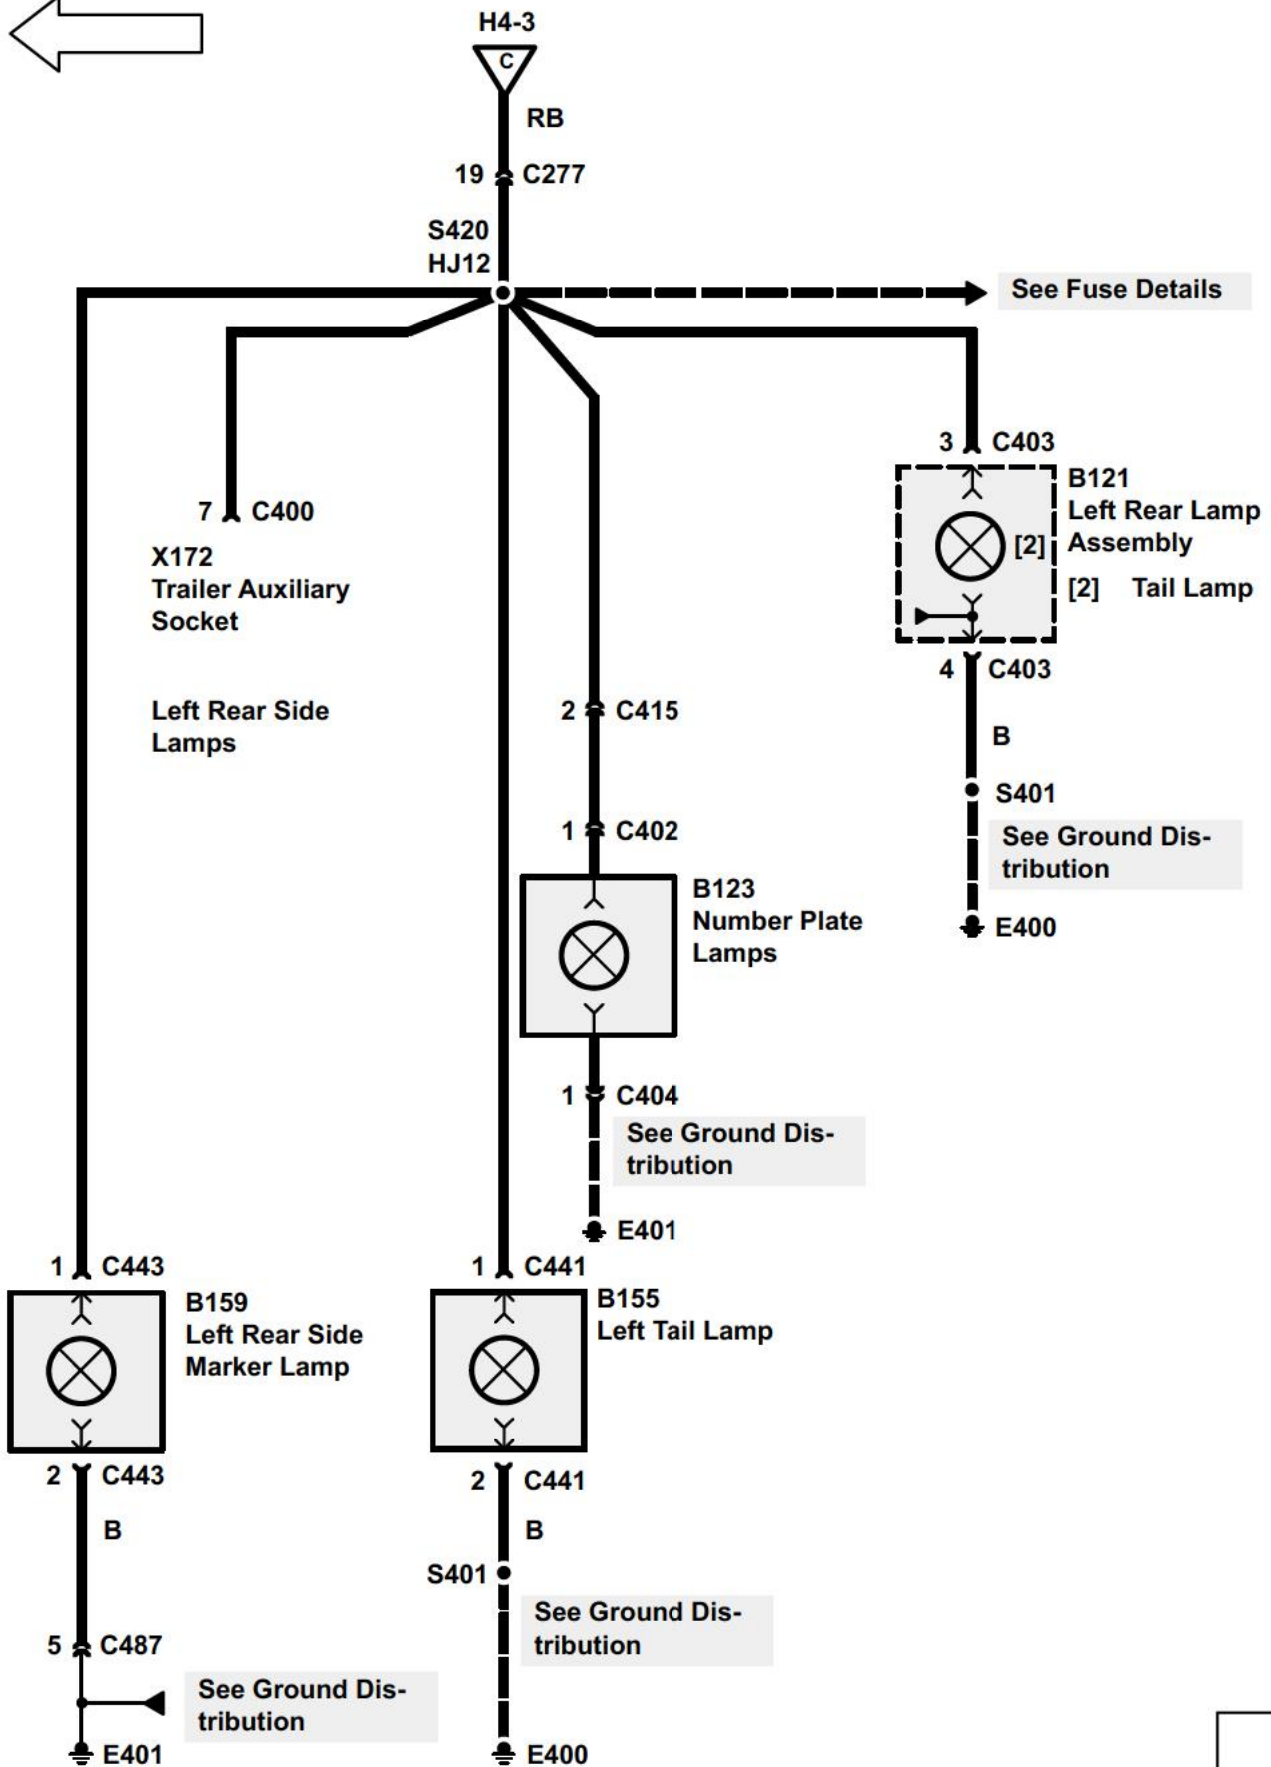 H4-3
C
RB
19 C277
S420
HJ12
See Fuse Details
3 C403
B121
Left Rear Lamp
Assembly
[2]
[2] Tail Lamp
4 C403
B
S401
See Ground Dis-
tribution
E400
7 C400
X172
Trailer Auxiliary
Socket
Left Rear Side
Lamps
2 C415
1 C402
B123
Number Plate
Lamps
1 C404
See Ground Dis-
tribution
E401
1 C443
B159
Left Rear Side
Marker Lamp
2 C443
B
5 C487
See Ground Dis-
tribution
E401
1 C441
B155
Left Tail Lamp
2 C441
B
S401
See Ground Dis-
tribution
E400